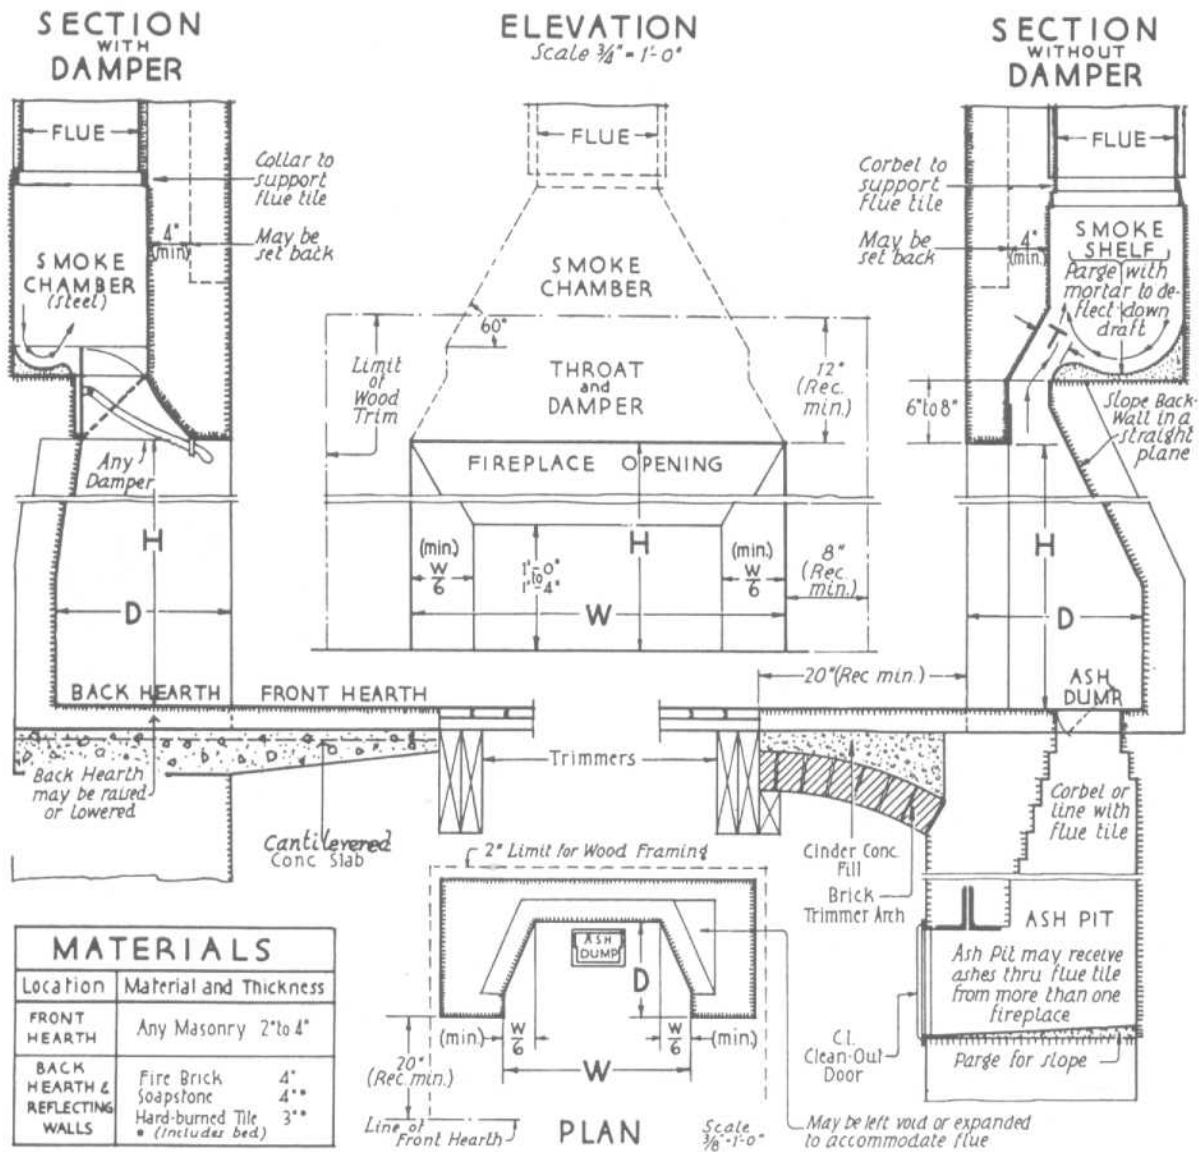 SECTION
WITH
DAMPER
ELEVATION
Scale 3/4" = 1'-0"
SECTION
WITHOUT
DAMPER
FLUE
Collar to
support
flue tile
4"
(min)
May be
set back
SMOKE
CHAMBER
(steel)
Any
Damper
H
D
BACK HEARTH
FRONT HEARTH
Back Hearth
may be raised
or lowered
Cantilevered
Conc Slab
FLUE
SMOKE
CHAMBER
60°
Limit
of
Wood
Trim
THROAT
and
DAMPER
12"
(Rec.
min.)
FIREPLACE OPENING
(min.)
W/6
1'-0"
to
1'-4"
H
(min.)
W/6
8"
(Rec.
min.)
W
Trimmers
FLUE
Corbel to
support
flue tile
May be
set back
4"
(min.)
SMOKE
SHELF
Parge with
mortar to de-
flect down
draft
6" to 8"
Slope Back-
Wall in a
straight
plane
H
D
20" (Rec min.)
ASH
DUMP
Corbel or
line with
flue tile
Cinder Conc.
Fill
Brick
Trimmer Arch
ASH PIT
Ash Pit may receive
ashes thru flue tile
from more than one
fireplace
C.I.
Clean-Out
Door
Parge for slope
2" Limit for Wood Framing
ASH
DUMP
D
(min.)
W/6
W/6
(min.)
W
20"
(Rec. min.)
Line of
Front Hearth
PLAN
Scale
3/8"=1'-0"
May be left void or expanded
to accommodate flue
MATERIALS
Location Material and Thickness
FRONT
HEARTH
Any Masonry 2" to 4"
BACK
HEARTH &
REFLECTING
WALLS
Fire Brick 4"
Soapstone 4"*
Hard-burned Tile 3"*
* (Includes bed)